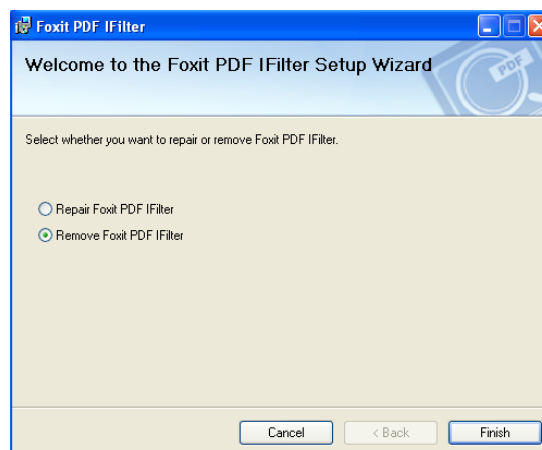 Foxit PDF IFilter
Welcome to the Foxit PDF IFilter Setup Wizard
PDF
Select whether you want to repair or remove Foxit PDF IFilter.
Repair Foxit PDF IFilter
Remove Foxit PDF IFilter
Cancel
< Back
Finish